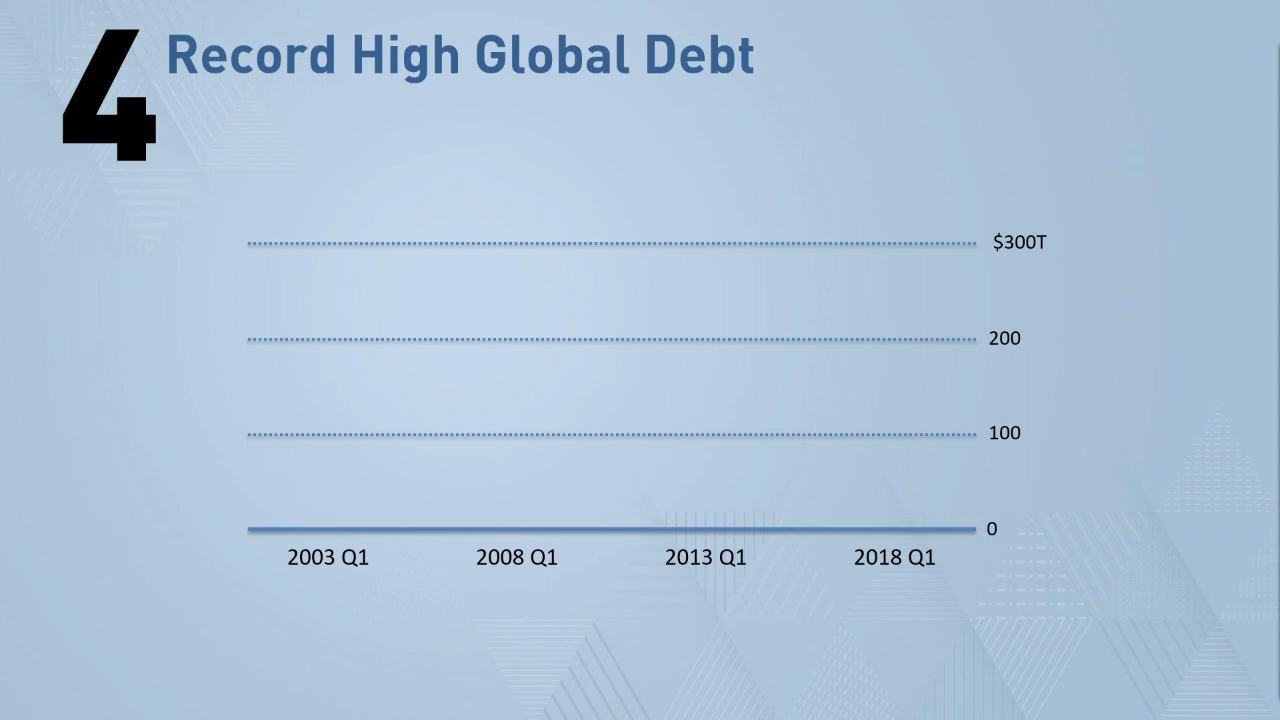 4
Record High Global Debt
$300T
200
100
0
2003 Q1 2008 Q1 2013 Q1 2018 Q1